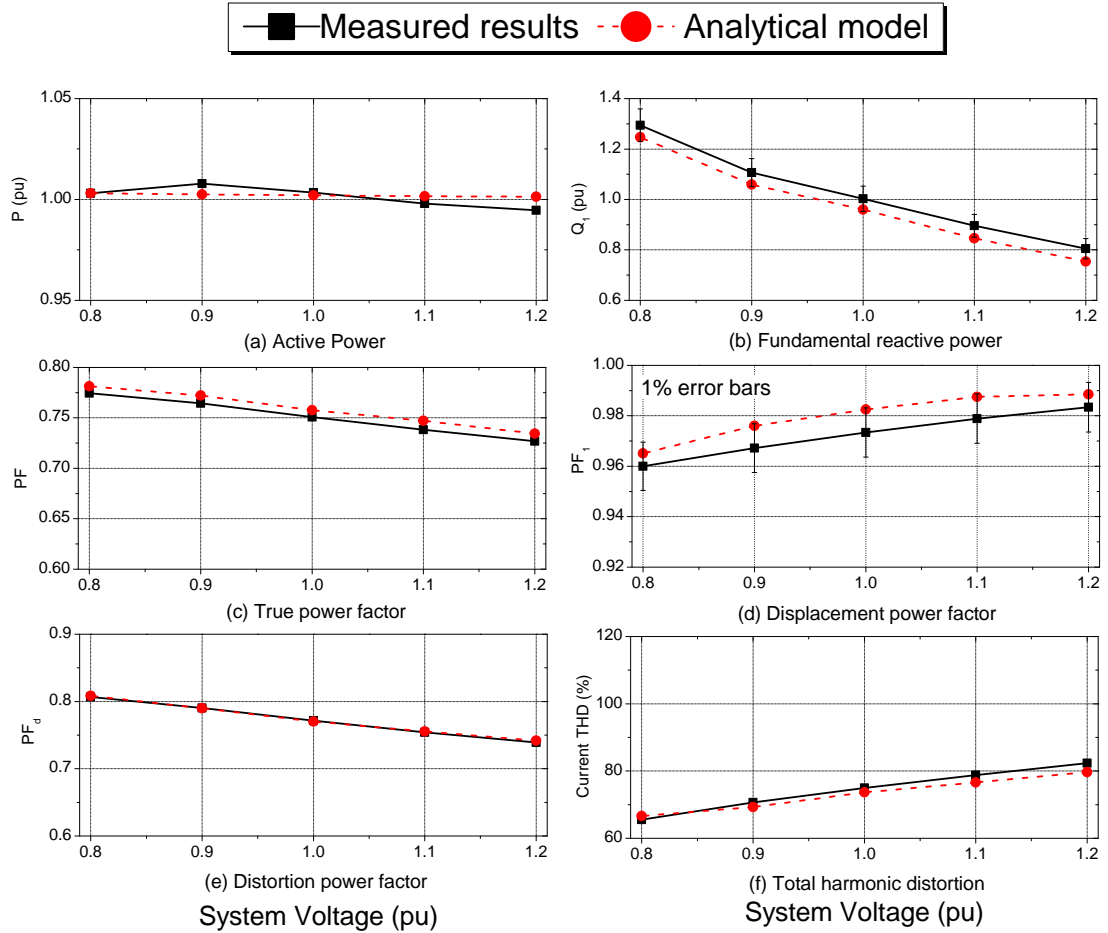 Measured results Analytical model
1.05
1.00
0.95
P (pu)
0.8 0.9 1.0 1.1 1.2
(a) Active Power
1.4
1.2
1.0
0.8
0.6
Q1 (pu)
0.8 0.9 1.0 1.1 1.2
(b) Fundamental reactive power
0.80
0.75
0.70
0.65
0.60
PF
0.8 0.9 1.0 1.1 1.2
(c) True power factor
1.00
0.98
0.96
0.94
0.92
PF1
1% error bars
0.8 0.9 1.0 1.1 1.2
(d) Displacement power factor
0.9
0.8
0.7
0.6
PFd
0.8 0.9 1.0 1.1 1.2
(e) Distortion power factor
System Voltage (pu)
120
100
80
60
Current THD (%)
0.8 0.9 1.0 1.1 1.2
(f) Total harmonic distortion
System Voltage (pu)